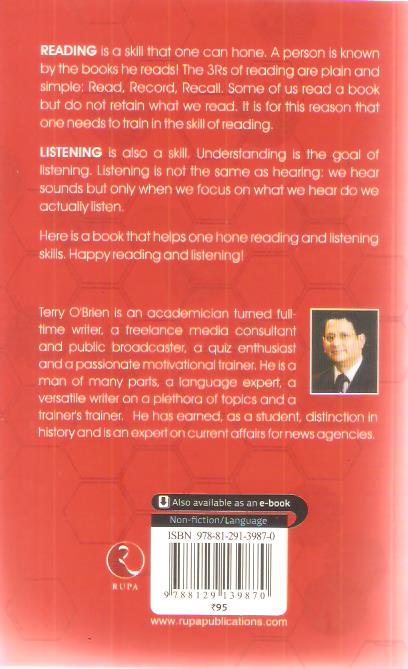 READING is a skill that one can hone. A person is known
by the books he reads! The 3Rs of reading are plain and
simple: Read, Record, Recall. Some of us read a book
but do not retain what we read. It is for this reason that
one needs to train in the skill of reading.
LISTENING is also a skill. Understanding is the goal of
listening. Listening is not the same as hearing: we hear
sounds but only when we focus on what we hear do we
actually listen.
Here is a book that helps one hone reading and listening
skills. Happy reading and listening!
Terry O'Brien is an academician turned full-
time writer, a freelance media consultant
and public broadcaster, a quiz enthusiast
and a passionate motivational trainer. He is a
man of many parts, a language expert, a
versatile writer on a plethora of topics and a
trainer's trainer. He has earned, as a student, distinction in
history and is an expert on current affairs for news agencies.
Also available as an e-book
Non-fiction/Language
ISBN 978-81-291-3987-0
9 788129 139870
₹95
RUPA
www.rupapublications.com